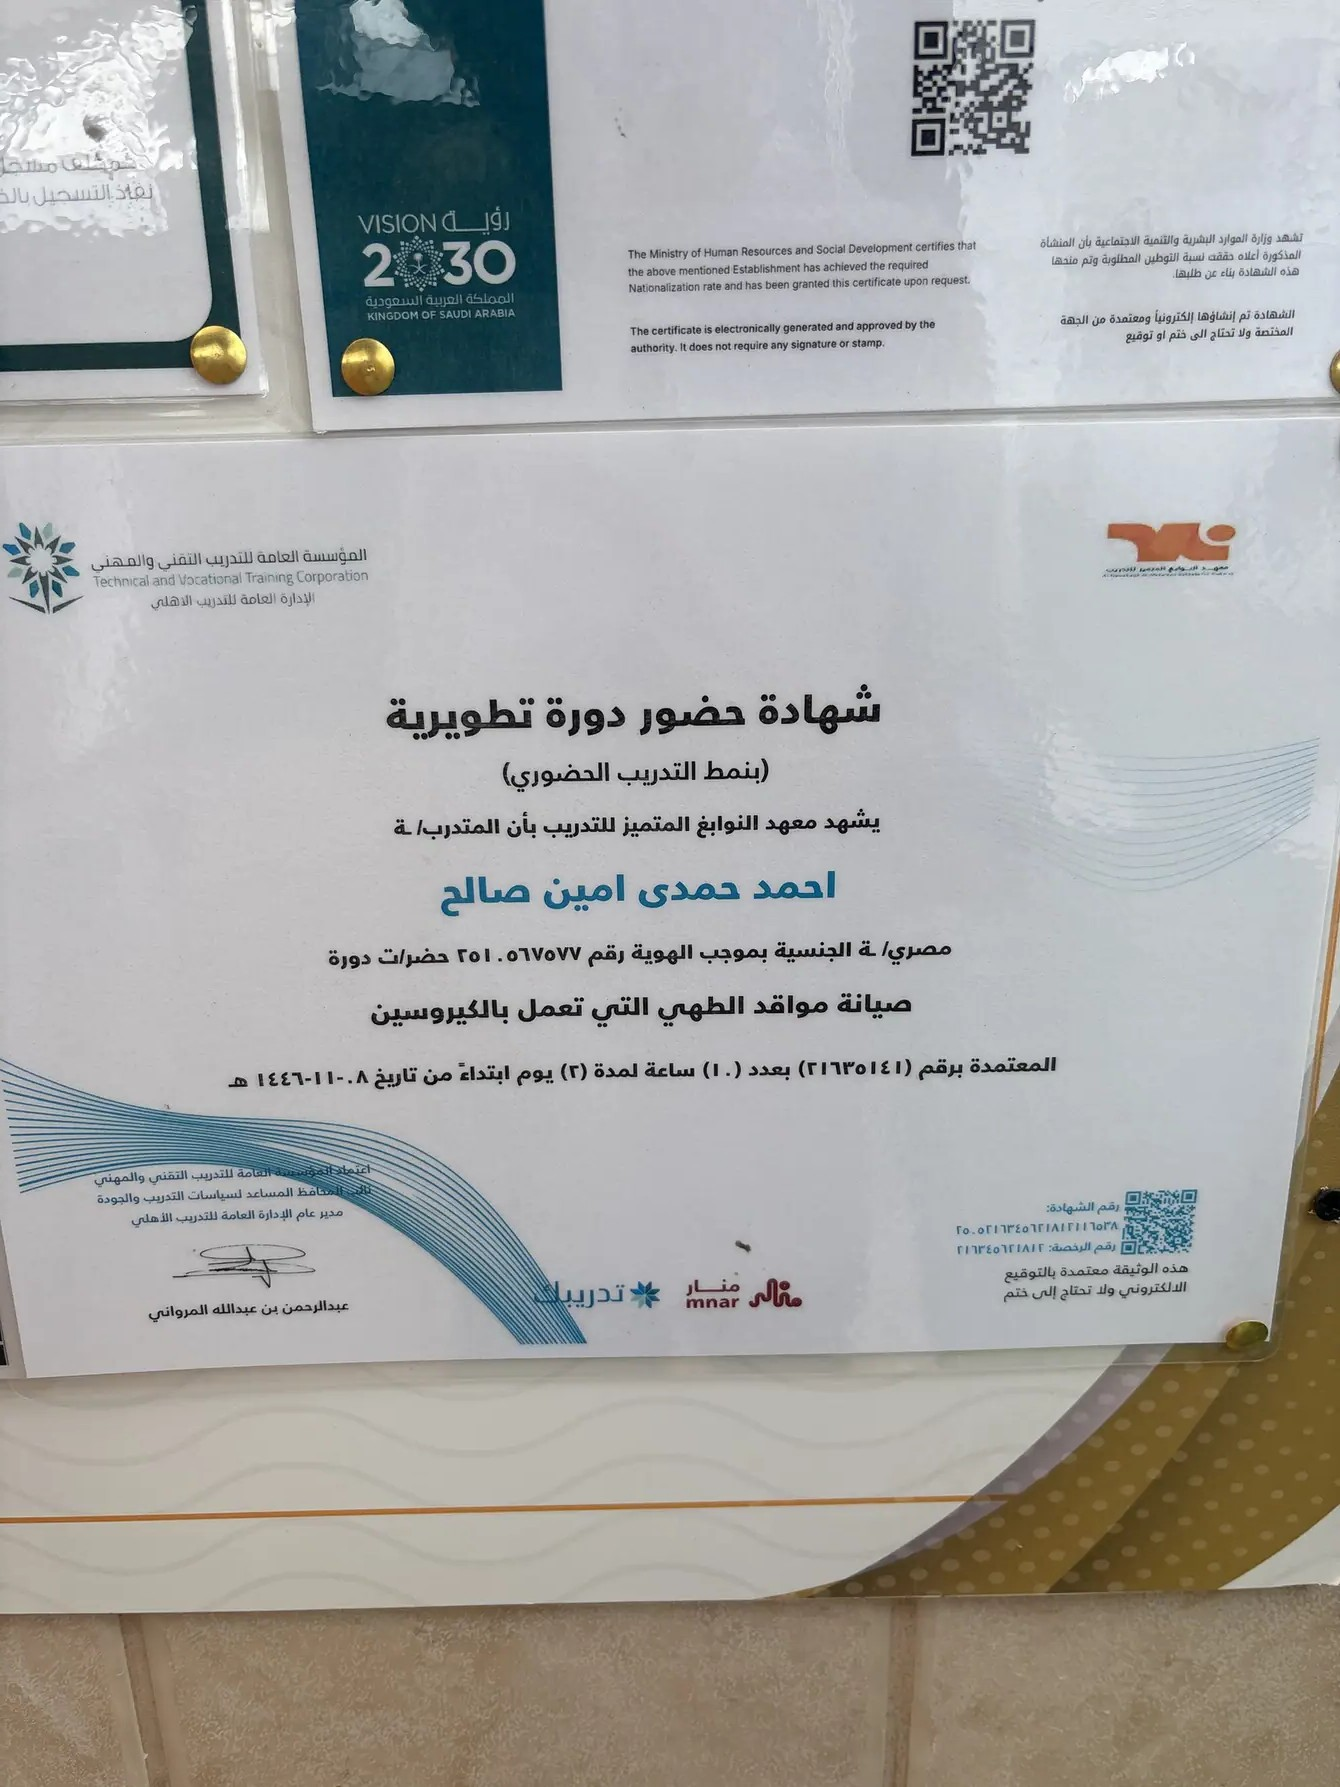 مكلف مسجل
نفاذ التسجيل
VISION رؤيــة
2030
المملكة العربية السعودية
KINGDOM OF SAUDI ARABIA
The Ministry of Human Resources and Social Development certifies that
the above mentioned Establishment has achieved the required
Nationalization rate and has been granted this certificate upon request.
The certificate is electronically generated and approved by the
authority. It does not require any signature or stamp.
تشهد وزارة الموارد البشرية والتنمية الاجتماعية بأن المنشأة
المذكورة أعلاه حققت نسبة التوطين المطلوبة وتم منحها
هذه الشهادة بناء عن طلبها.
الشهادة تم إنشاؤها إلكترونياً ومعتمدة من الجهة
المختصة ولا تحتاج الى ختم او توقيع
المؤسسة العامة للتدريب التقني والمهني
Technical and Vocational Training Corporation
الإدارة العامة للتدريب الاهلي
معهد النوابغ المتميز للتدريب
شهادة حضور دورة تطويرية
(بنمط التدريب الحضوري)
يشهد معهد النوابغ المتميز للتدريب بأن المتدرب/ ـة
احمد حمدى امين صالح
مصري/ ـة الجنسية بموجب الهوية رقم ٢٥١٠٥٦٧٥٧٧ حضر/ت دورة
صيانة مواقد الطهي التي تعمل بالكيروسين
المعتمدة برقم (٢١٦٣٥١٤١) بعدد (١٠) ساعة لمدة (٢) يوم ابتداءً من تاريخ ٠٨-١١-١٤٤٦ هـ
اعتماد المؤسسة العامة للتدريب التقني والمهني
نائب المحافظ المساعد لسياسات التدريب والجودة
مدير عام الإدارة العامة للتدريب الأهلي
عبدالرحمن بن عبدالله المرواني
تدريبك
منـار
mnar
رقم الشهادة:
٢٥٠٥٢١٦٣٤٥٦٢١٨١٢١١٦٥٣٨
رقم الرخصة: ٢١٦٣٤٥٦٢١٨١٢
هذه الوثيقة معتمدة بالتوقيع
الالكتروني ولا تحتاج إلى ختم